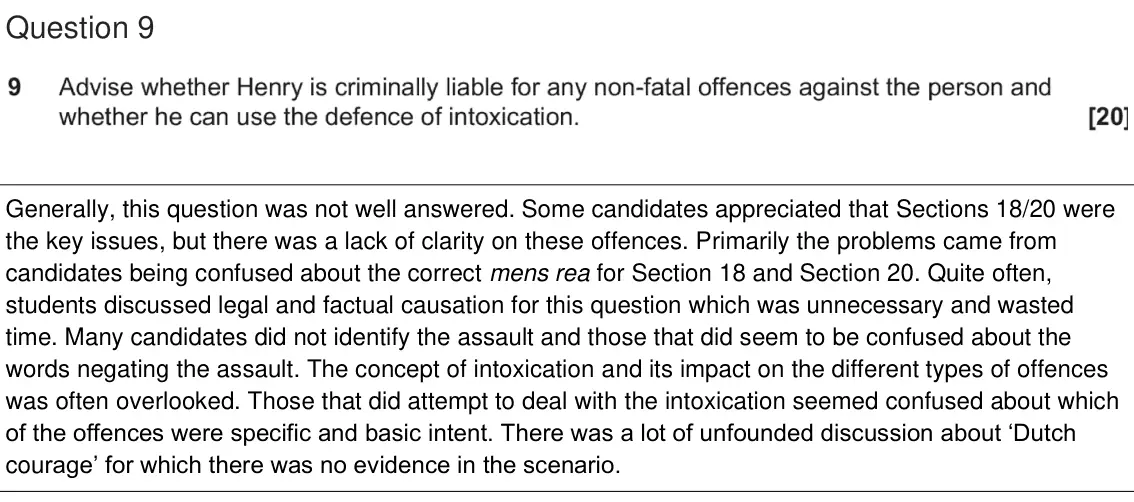 Question 9
9 Advise whether Henry is criminally liable for any non-fatal offences against the person and
whether he can use the defence of intoxication. [20]
Generally, this question was not well answered. Some candidates appreciated that Sections 18/20 were
the key issues, but there was a lack of clarity on these offences. Primarily the problems came from
candidates being confused about the correct mens rea for Section 18 and Section 20. Quite often,
students discussed legal and factual causation for this question which was unnecessary and wasted
time. Many candidates did not identify the assault and those that did seem to be confused about the
words negating the assault. The concept of intoxication and its impact on the different types of offences
was often overlooked. Those that did attempt to deal with the intoxication seemed confused about which
of the offences were specific and basic intent. There was a lot of unfounded discussion about ‘Dutch
courage’ for which there was no evidence in the scenario.